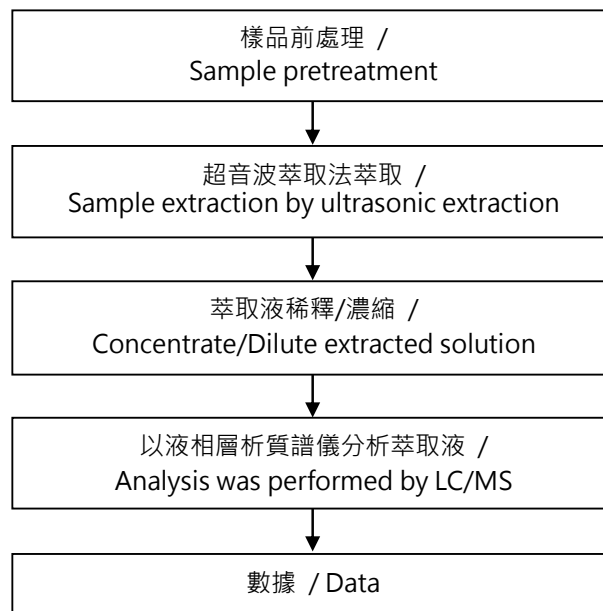 樣品前處理 /
Sample pretreatment
超音波萃取法萃取 /
Sample extraction by ultrasonic extraction
萃取液稀釋/濃縮 /
Concentrate/Dilute extracted solution
以液相層析質譜儀分析萃取液 /
Analysis was performed by LC/MS
數據 / Data